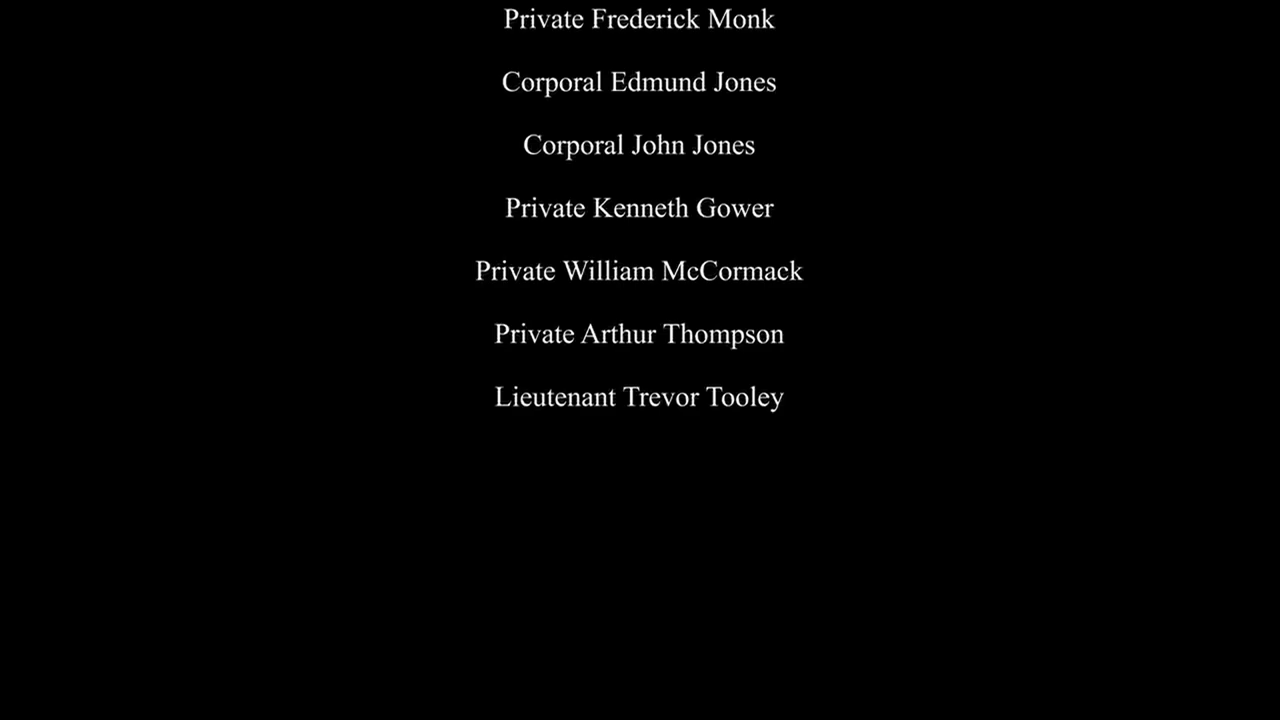 Private Frederick Monk
Corporal Edmund Jones
Corporal John Jones
Private Kenneth Gower
Private William McCormack
Private Arthur Thompson
Lieutenant Trevor Tooley